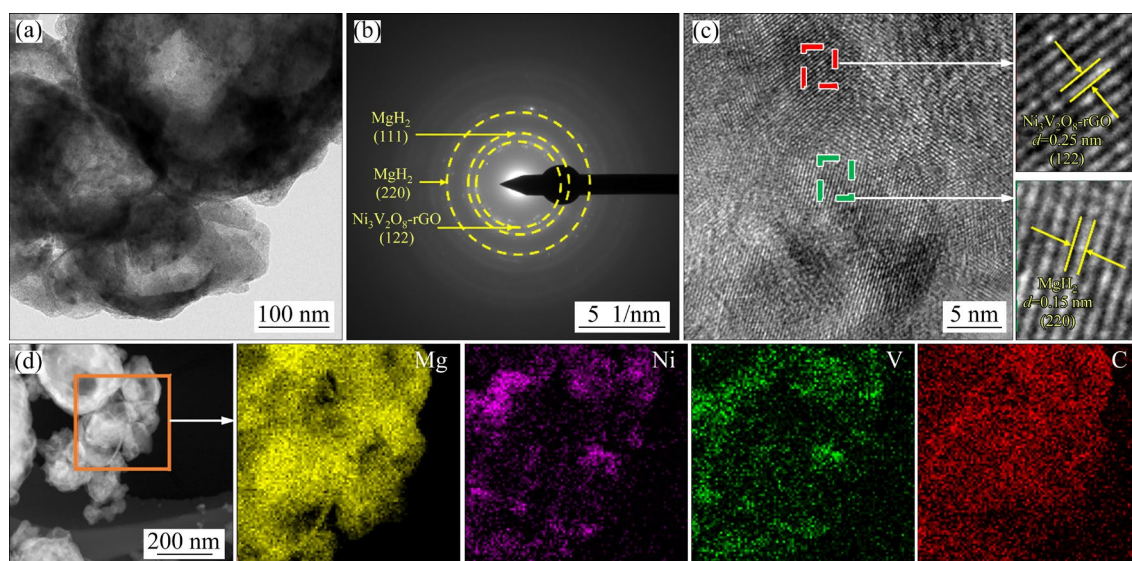 (a)
100 nm
(b)
MgH₂
(111)
MgH₂
(220)
Ni₃V₂O₈-rGO
(122)
5 1/nm
(c)
5 nm
Ni₃V₂O₈-rGO
d=0.25 nm
(122)
MgH₂
d=0.15 nm
(220)
(d)
200 nm
Mg
Ni
V
C